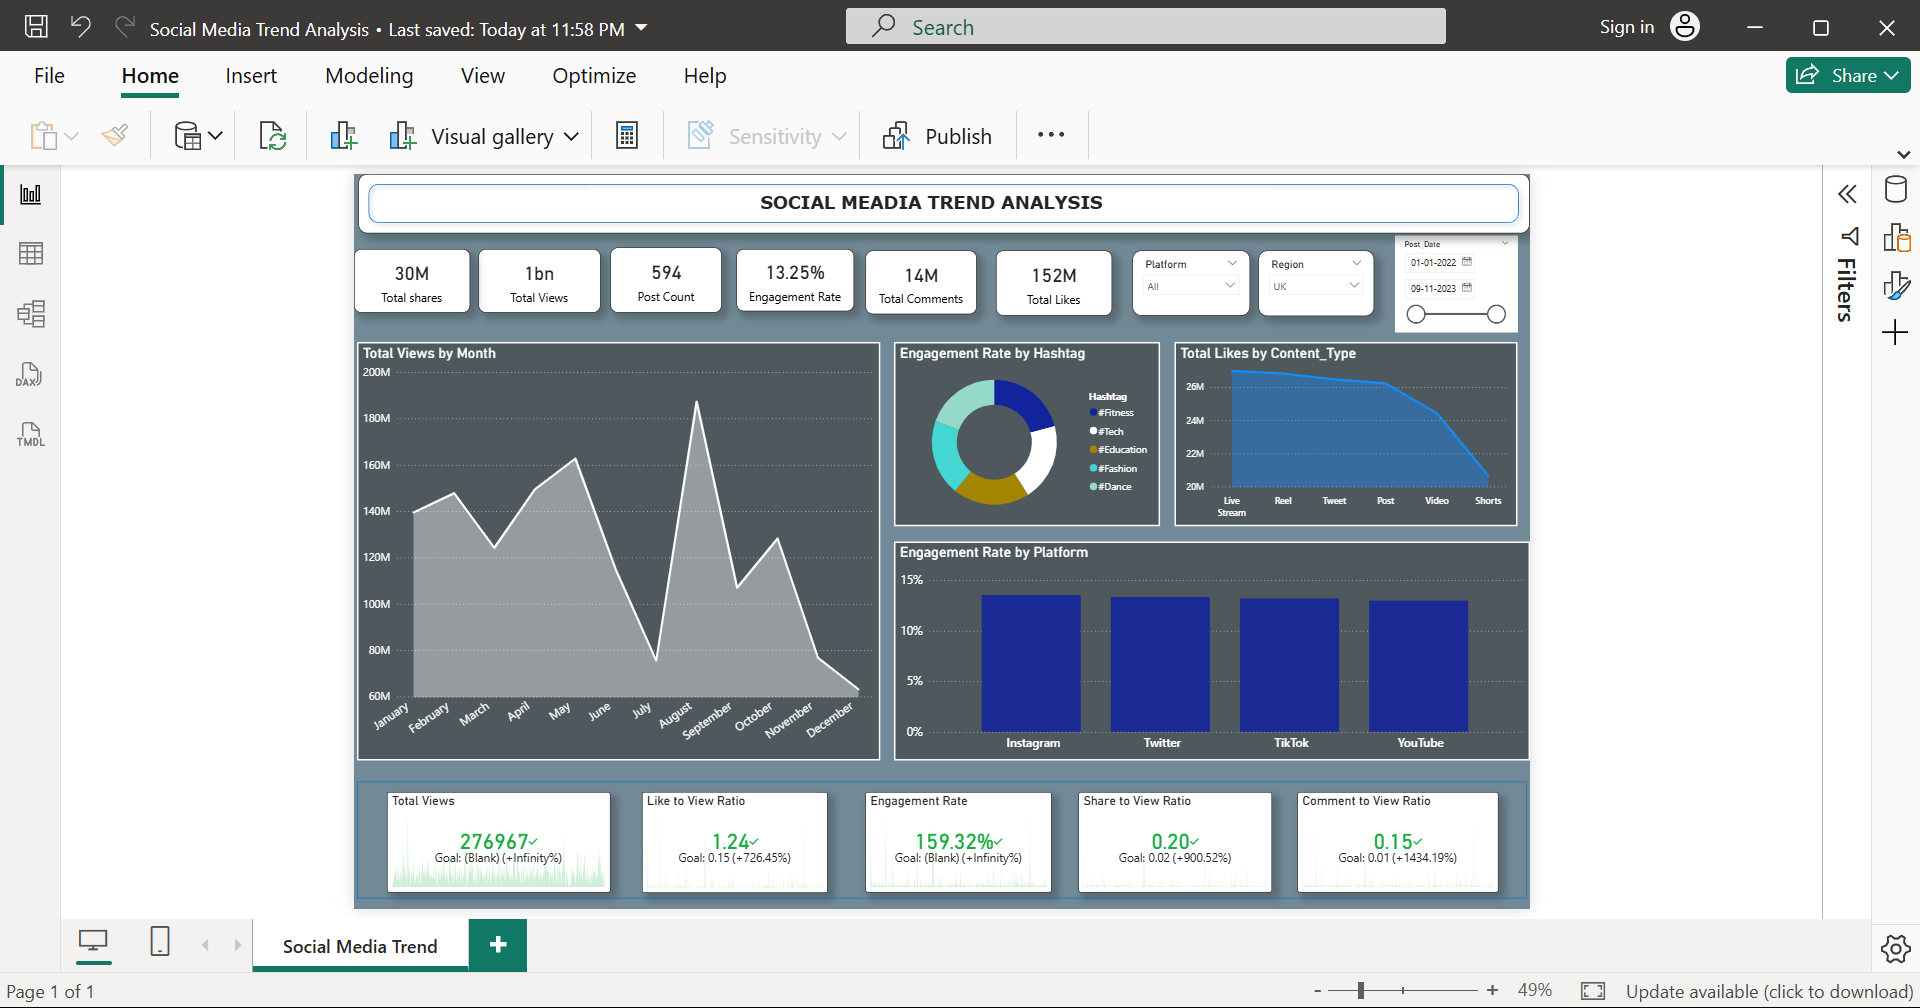 Social Media Trend Analysis • Last saved: Today at 11:58 PM
Search
Sign in
File
Home
Insert
Modeling
View
Optimize
Help
Share
Visual gallery
Sensitivity
Publish
DAX
TMDL
SOCIAL MEADIA TREND ANALYSIS
30M
Total shares
1bn
Total Views
594
Post Count
13.25%
Engagement Rate
14M
Total Comments
152M
Total Likes
Platform
All
Region
UK
Post_Date
01-01-2022
09-11-2023
Filters
Total Views by Month
200M
180M
160M
140M
120M
100M
80M
60M
January
February
March
April
May
June
July
August
September
October
November
December
Engagement Rate by Hashtag
Hashtag
#Fitness
#Tech
#Education
#Fashion
#Dance
Total Likes by Content_Type
26M
24M
22M
20M
Live
Stream
Reel
Tweet
Post
Video
Shorts
Engagement Rate by Platform
15%
10%
5%
0%
Instagram
Twitter
TikTok
YouTube
Total Views
276967
Goal: (Blank) (+Infinity%)
Like to View Ratio
1.24
Goal: 0.15 (+726.45%)
Engagement Rate
159.32%
Goal: (Blank) (+Infinity%)
Share to View Ratio
0.20
Goal: 0.02 (+900.52%)
Comment to View Ratio
0.15
Goal: 0.01 (+1434.19%)
Social Media Trend
Page 1 of 1
49%
Update available (click to download)